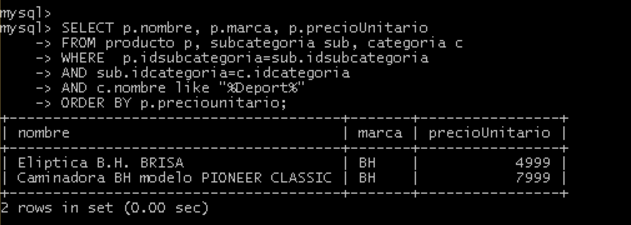 mysql>
mysql> SELECT p.nombre, p.marca, p.precioUnitario
    -> FROM producto p, subcategoria sub, categoria c
    -> WHERE  p.idsubcategoria=sub.idsubcategoria
    -> AND sub.idcategoria=c.idcategoria
    -> AND c.nombre like "%Deport%"
    -> ORDER BY p.preciounitario;
+-----------------------------------+-------+----------------+
| nombre                            | marca | precioUnitario |
+-----------------------------------+-------+----------------+
| Eliptica B.H. BRISA               | BH    |           4999 |
| Caminadora BH modelo PIONEER CLASSIC | BH    |           7999 |
+-----------------------------------+-------+----------------+
2 rows in set (0.00 sec)